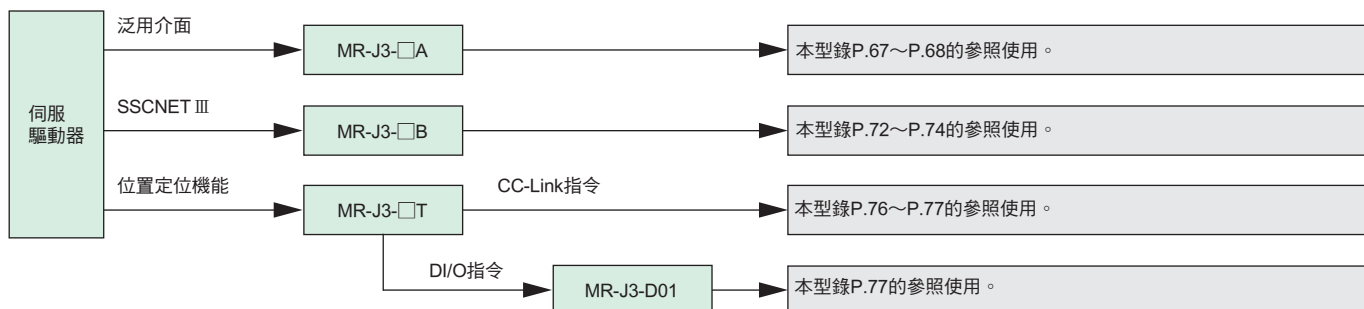 泛用介面
MR-J3-□A
本型錄P.67～P.68的參照使用。
伺服
驅動器
SSCNET Ⅲ
MR-J3-□B
本型錄P.72～P.74的參照使用。
位置定位機能
MR-J3-□T
CC-Link指令
本型錄P.76～P.77的參照使用。
DI/O指令
MR-J3-D01
本型錄P.77的參照使用。